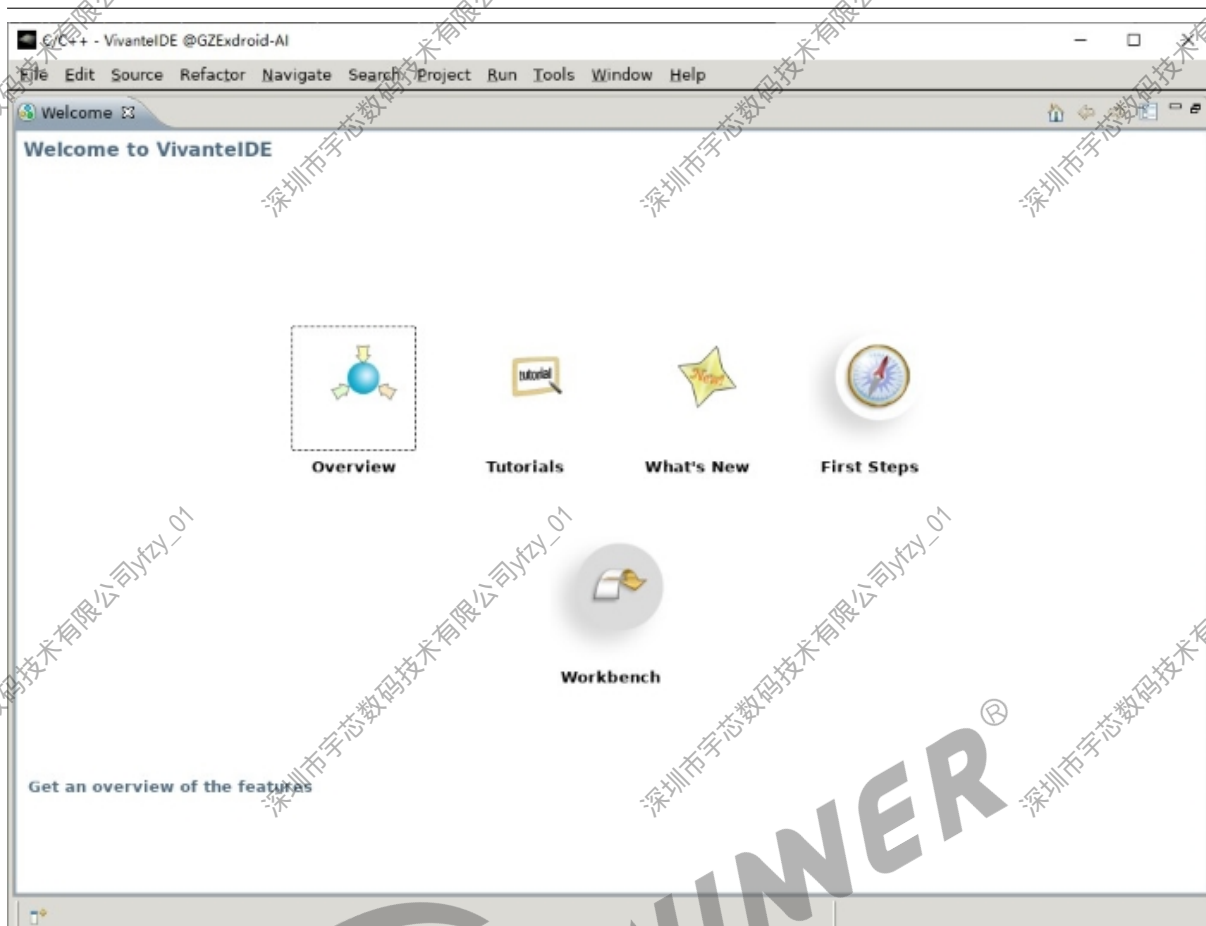 C/C++ - VivanteIDE @GZExdroid-AI
File Edit Source Refactor Navigate Search Project Run Tools Window Help
Welcome
Welcome to VivanteIDE
tutorial
New!
Overview Tutorials What's New First Steps
Workbench
Get an overview of the features
深圳市宇芯数码技术有限公司yfzy_01
深圳市宇芯数码技术有限公司yfzy_01
深圳市宇芯数码技术有限公司yfzy_01
WINNER®